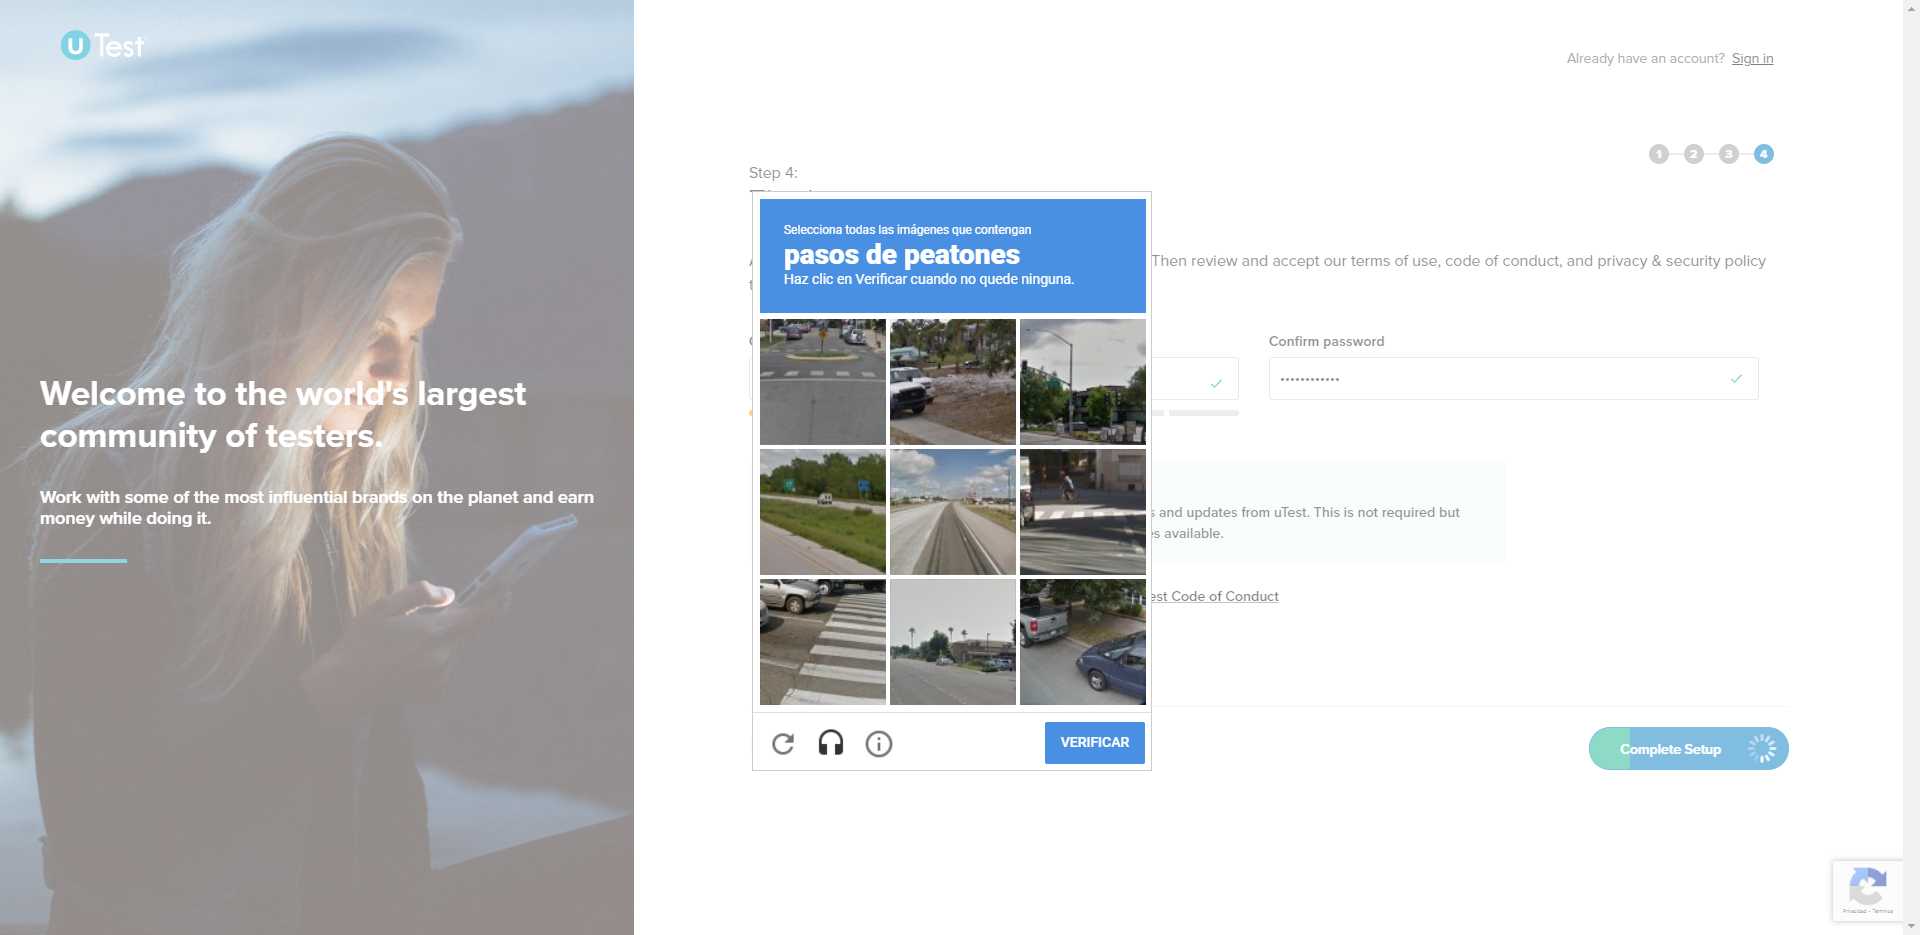 U Test
Already have an account? Sign in
1 2 3 4
Step 4:
Selecciona todas las imágenes que contengan
pasos de peatones
Haz clic en Verificar cuando no quede ninguna.
Then review and accept our terms of use, code of conduct, and privacy & security policy
Confirm password
Welcome to the world's largest
community of testers.
Work with some of the most influential brands on the planet and earn
money while doing it.
and updates from uTest. This is not required but
available.
Code of Conduct
VERIFICAR
Complete Setup
Privacidad - Términos